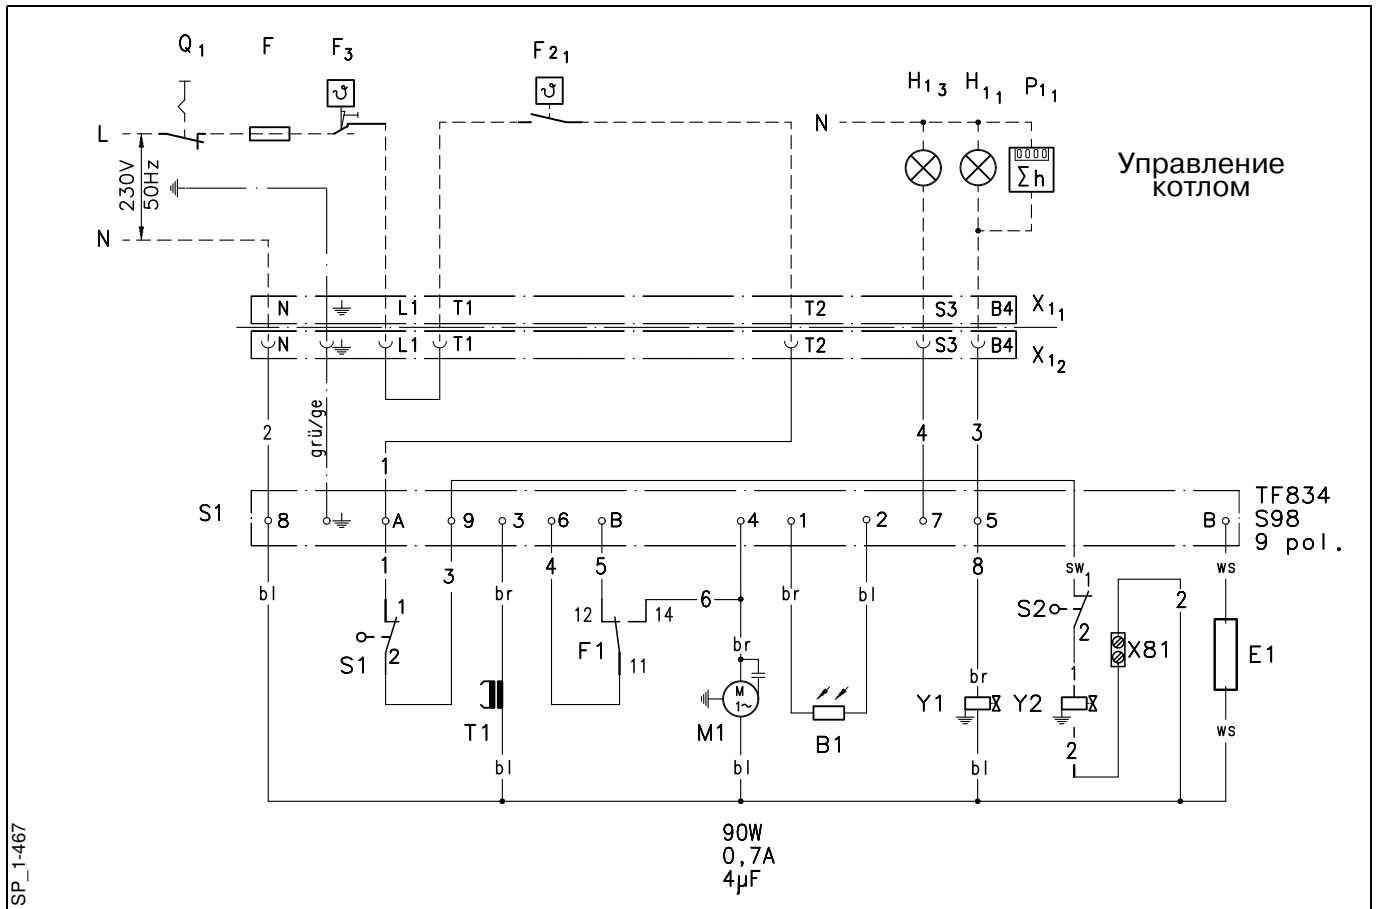 Q1 F F3 F21 H13 H11 P11
ϑ ϑ
L N
0000
Σh
Управление
котлом
230V
50Hz
N
N L1 T1 T2 S3 B4 X11
N L1 T1 T2 S3 B4 X12
2 grü/ge 1 4 3
S1 8 A 9 3 6 B 4 1 2 7 5 B
TF834
S98
9 pol.
1 3 4 5 8 sw 1 ws
bl br 6 br bl 2
1 12 14 S2
S1 2 F1 11 br 2 X81 E1
M
1~
br 1
T1 M1 B1 Y1 Y2
2 ws
bl bl bl
90W
0,7A
4µF
SP_1-467